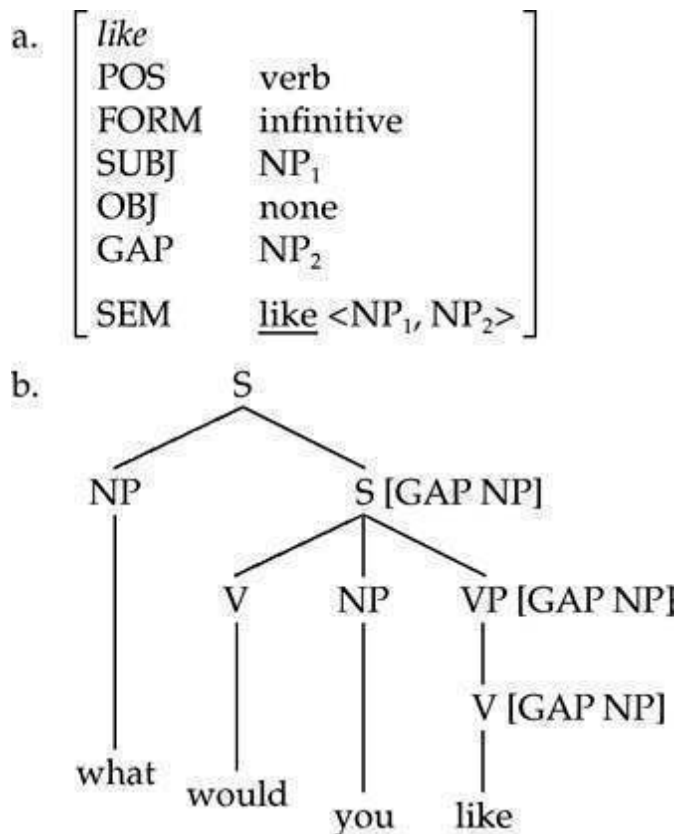 a.
like
POS verb
FORM infinitive
SUBJ NP₁
OBJ none
GAP NP₂
SEM like <NP₁, NP₂>
b.
S
NP S [GAP NP]
V NP VP [GAP NP]
V [GAP NP]
what would you like